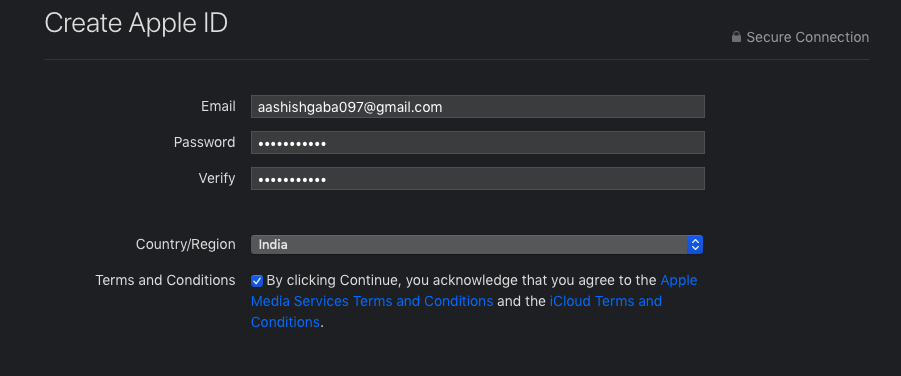 Create Apple ID
Secure Connection
Email aashishgaba097@gmail.com
Password •••••••••••
Verify •••••••••••
Country/Region India
Terms and Conditions By clicking Continue, you acknowledge that you agree to the Apple
Media Services Terms and Conditions and the iCloud Terms and
Conditions.